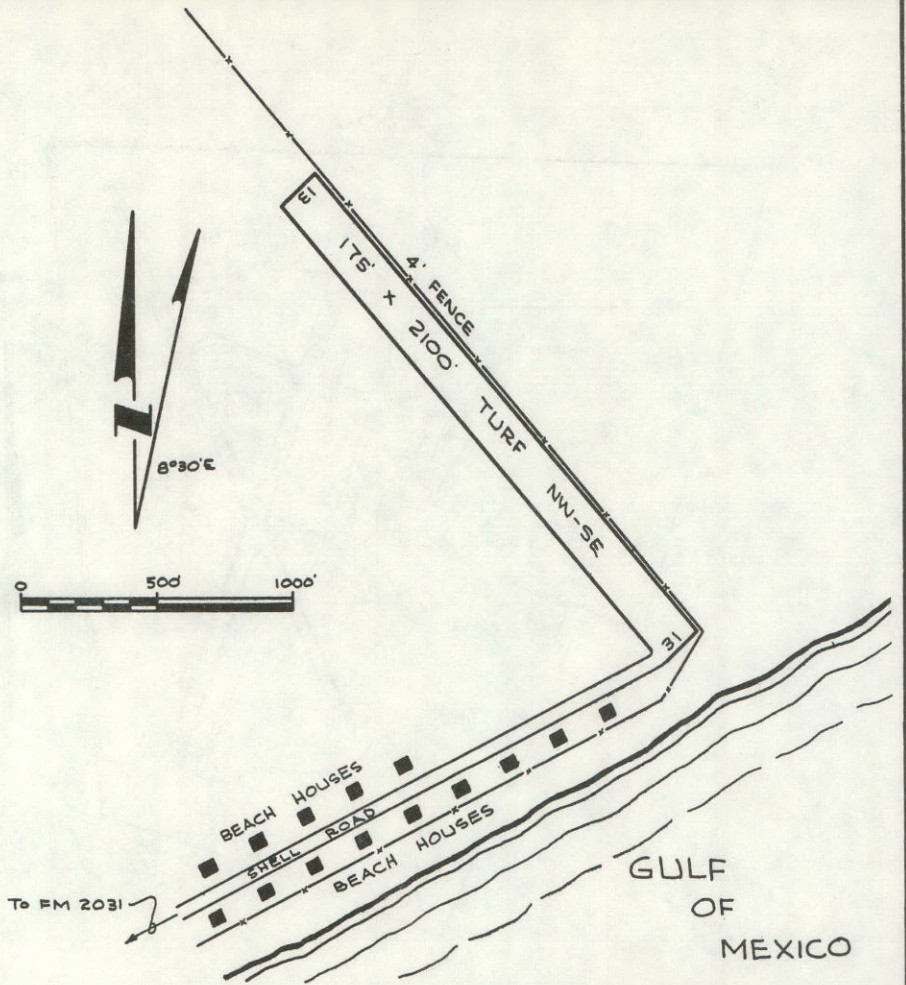 13
175' x 2100' TURF NW-SE
4' FENCE
N
8°30'E
0 500 1000'
31
BEACH HOUSES
SHELL ROAD
BEACH HOUSES
To FM 2031
GULF
OF
MEXICO